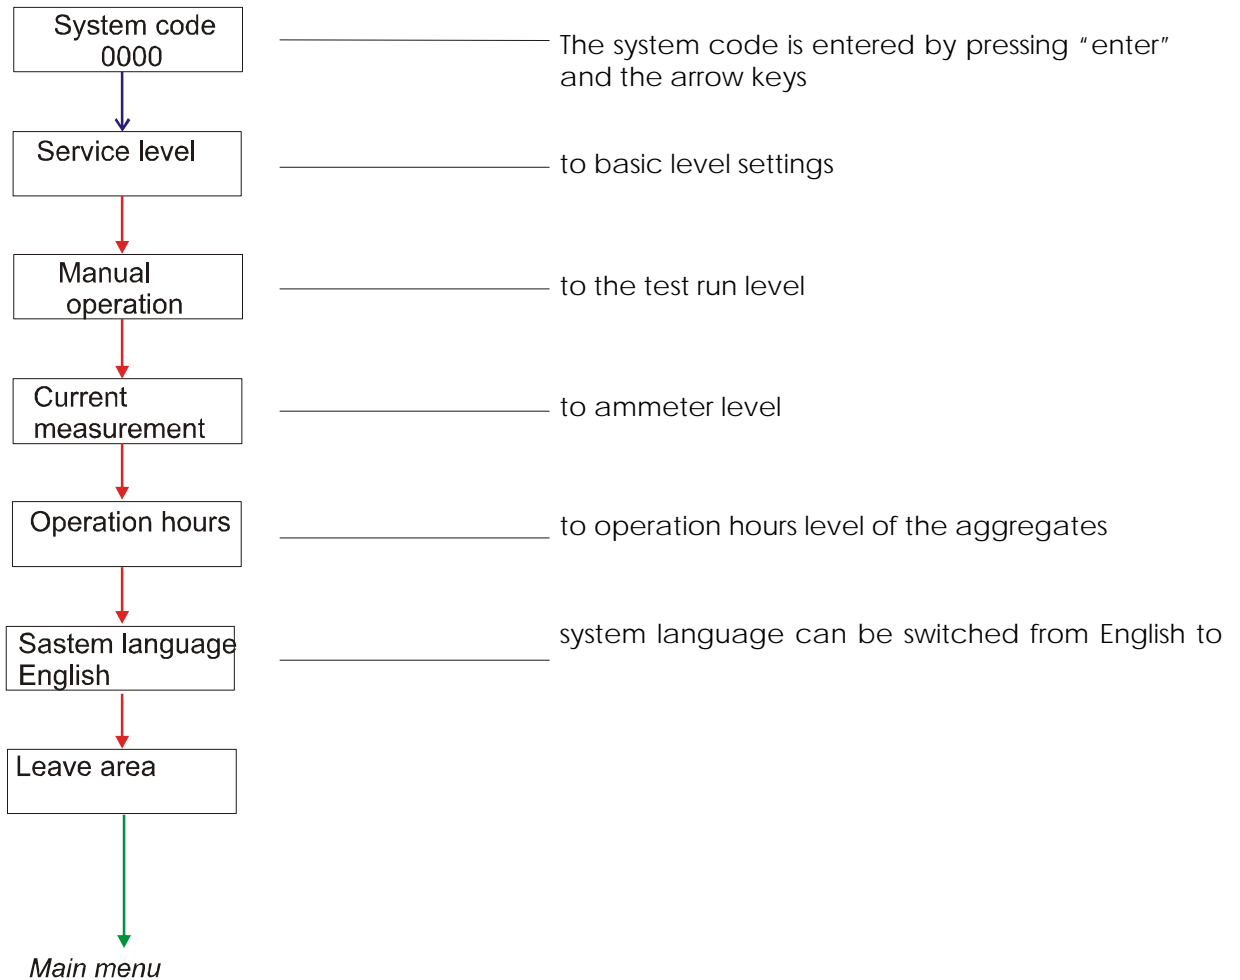 System code
0000
The system code is entered by pressing “enter”
and the arrow keys
Service level
to basic level settings
Manual
operation
to the test run level
Current
measurement
to ammeter level
Operation hours
to operation hours level of the aggregates
Sastem language
English
system language can be switched from English to
Leave area
Main menu